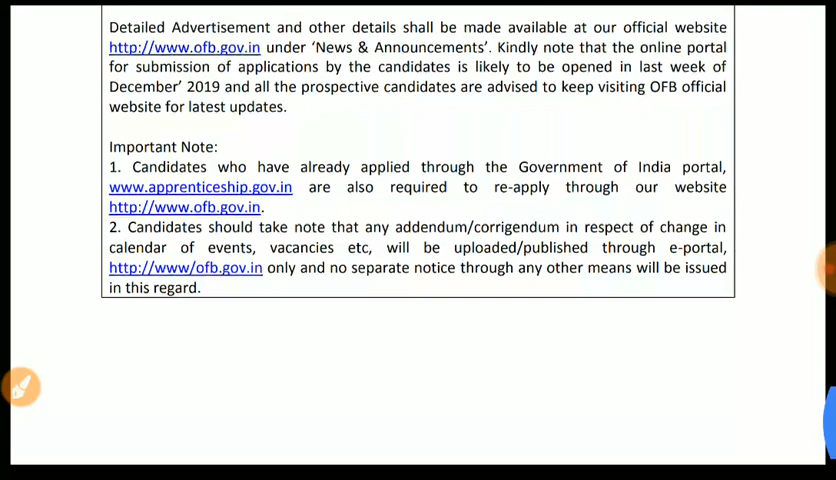 Detailed Advertisement and other details shall be made available at our official website
http://www.ofb.gov.in under ‘News & Announcements’. Kindly note that the online portal
for submission of applications by the candidates is likely to be opened in last week of
December’ 2019 and all the prospective candidates are advised to keep visiting OFB official
website for latest updates.
Important Note:
1. Candidates who have already applied through the Government of India portal,
www.apprenticeship.gov.in are also required to re-apply through our website
http://www.ofb.gov.in.
2. Candidates should take note that any addendum/corrigendum in respect of change in
calendar of events, vacancies etc, will be uploaded/published through e-portal,
http://www/ofb.gov.in only and no separate notice through any other means will be issued
in this regard.